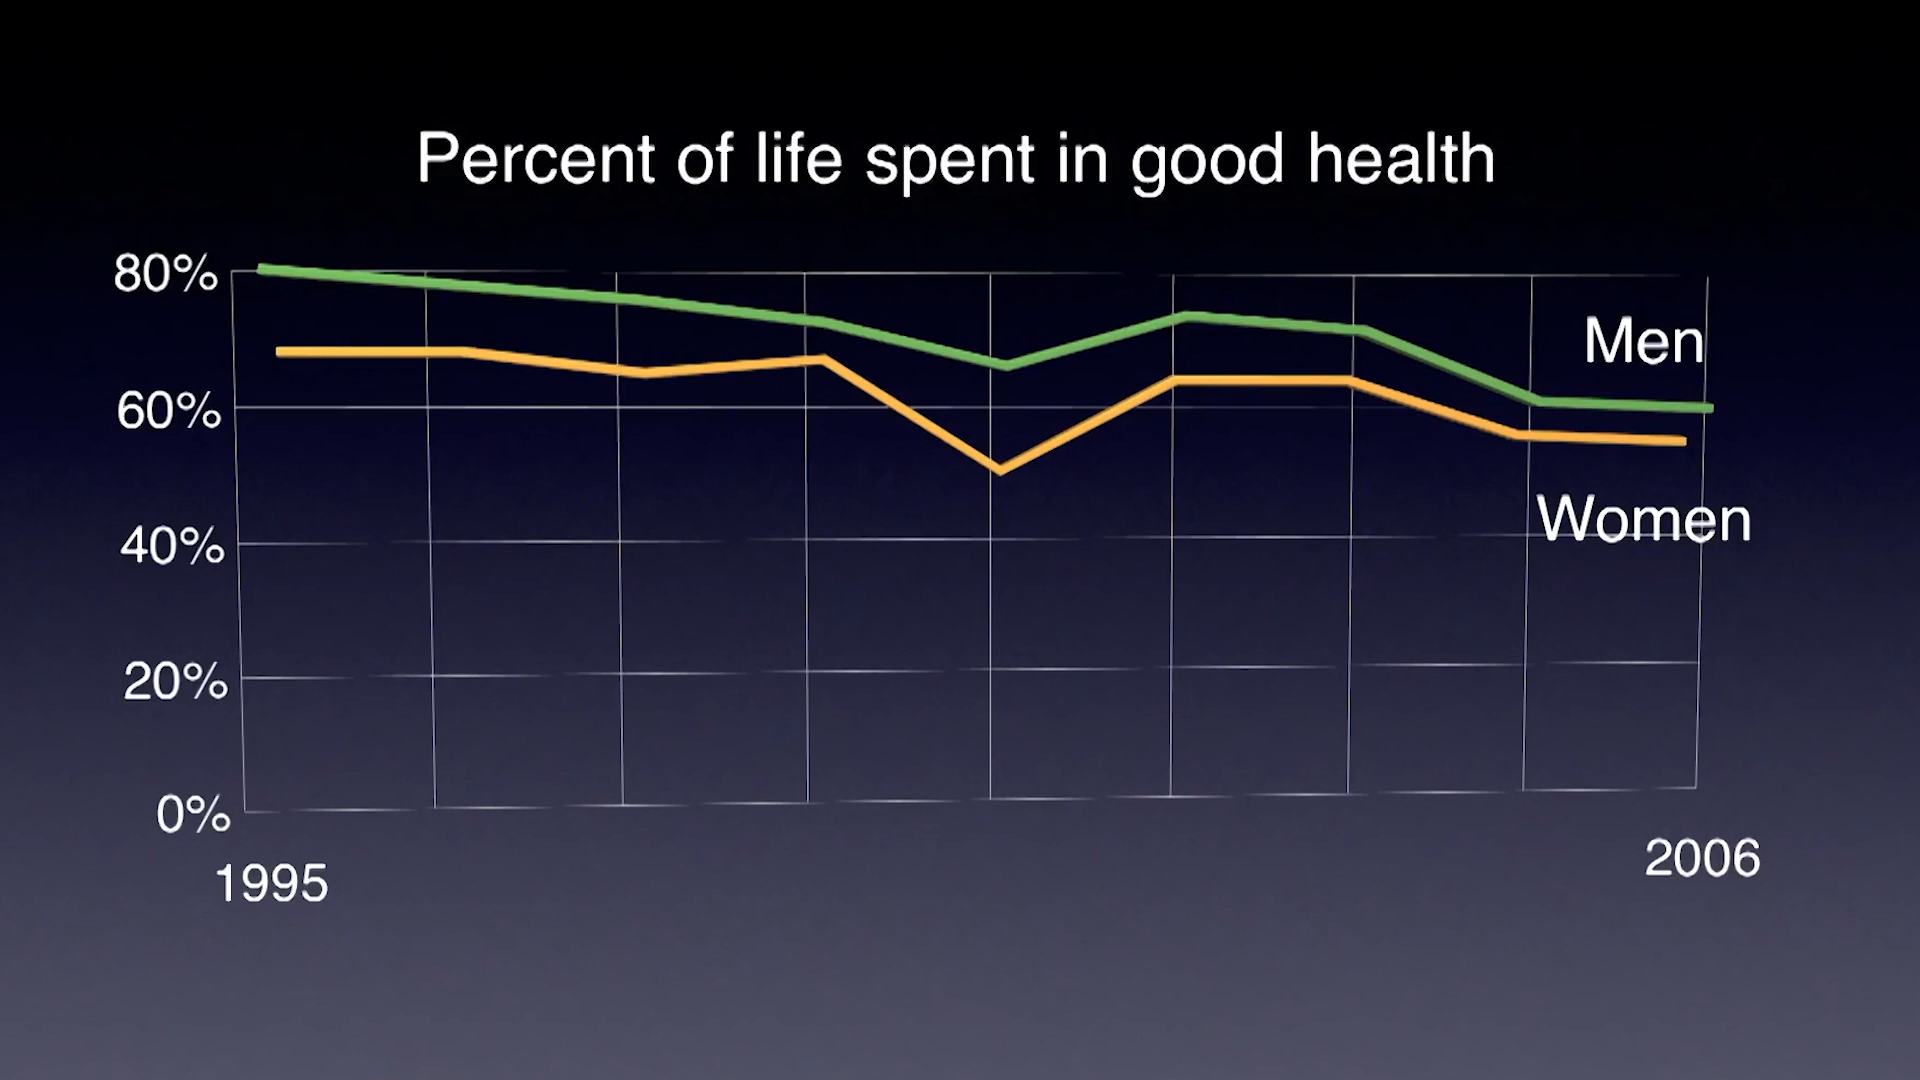 Percent of life spent in good health
80%
Men
60%
Women
40%
20%
0%
1995
2006